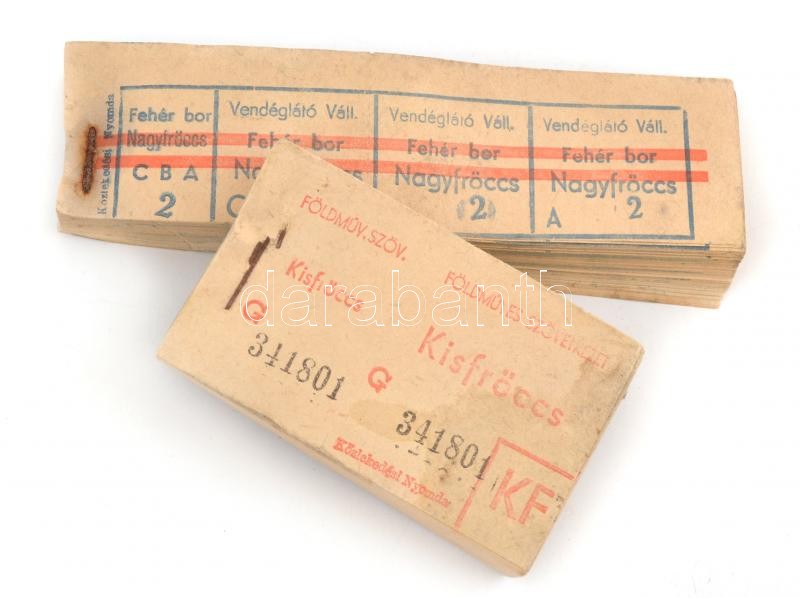 Közlekedési Nyomda
Fehér bor
Nagyfröccs
C B A
2
Vendéglátó Váll.
Fehér bor
Vendéglátó Váll.
Fehér bor
Nagyfröccs
2
Vendéglátó Váll.
Fehér bor
Nagyfröccs
A 2
FÖLDMŰV. SZÖV.
Kisfröccs
G
341801
FÖLDMŰVES SZÖVETKEZET
Kisfröccs
G
341801
KF
Közlekedési Nyomda
darabanth